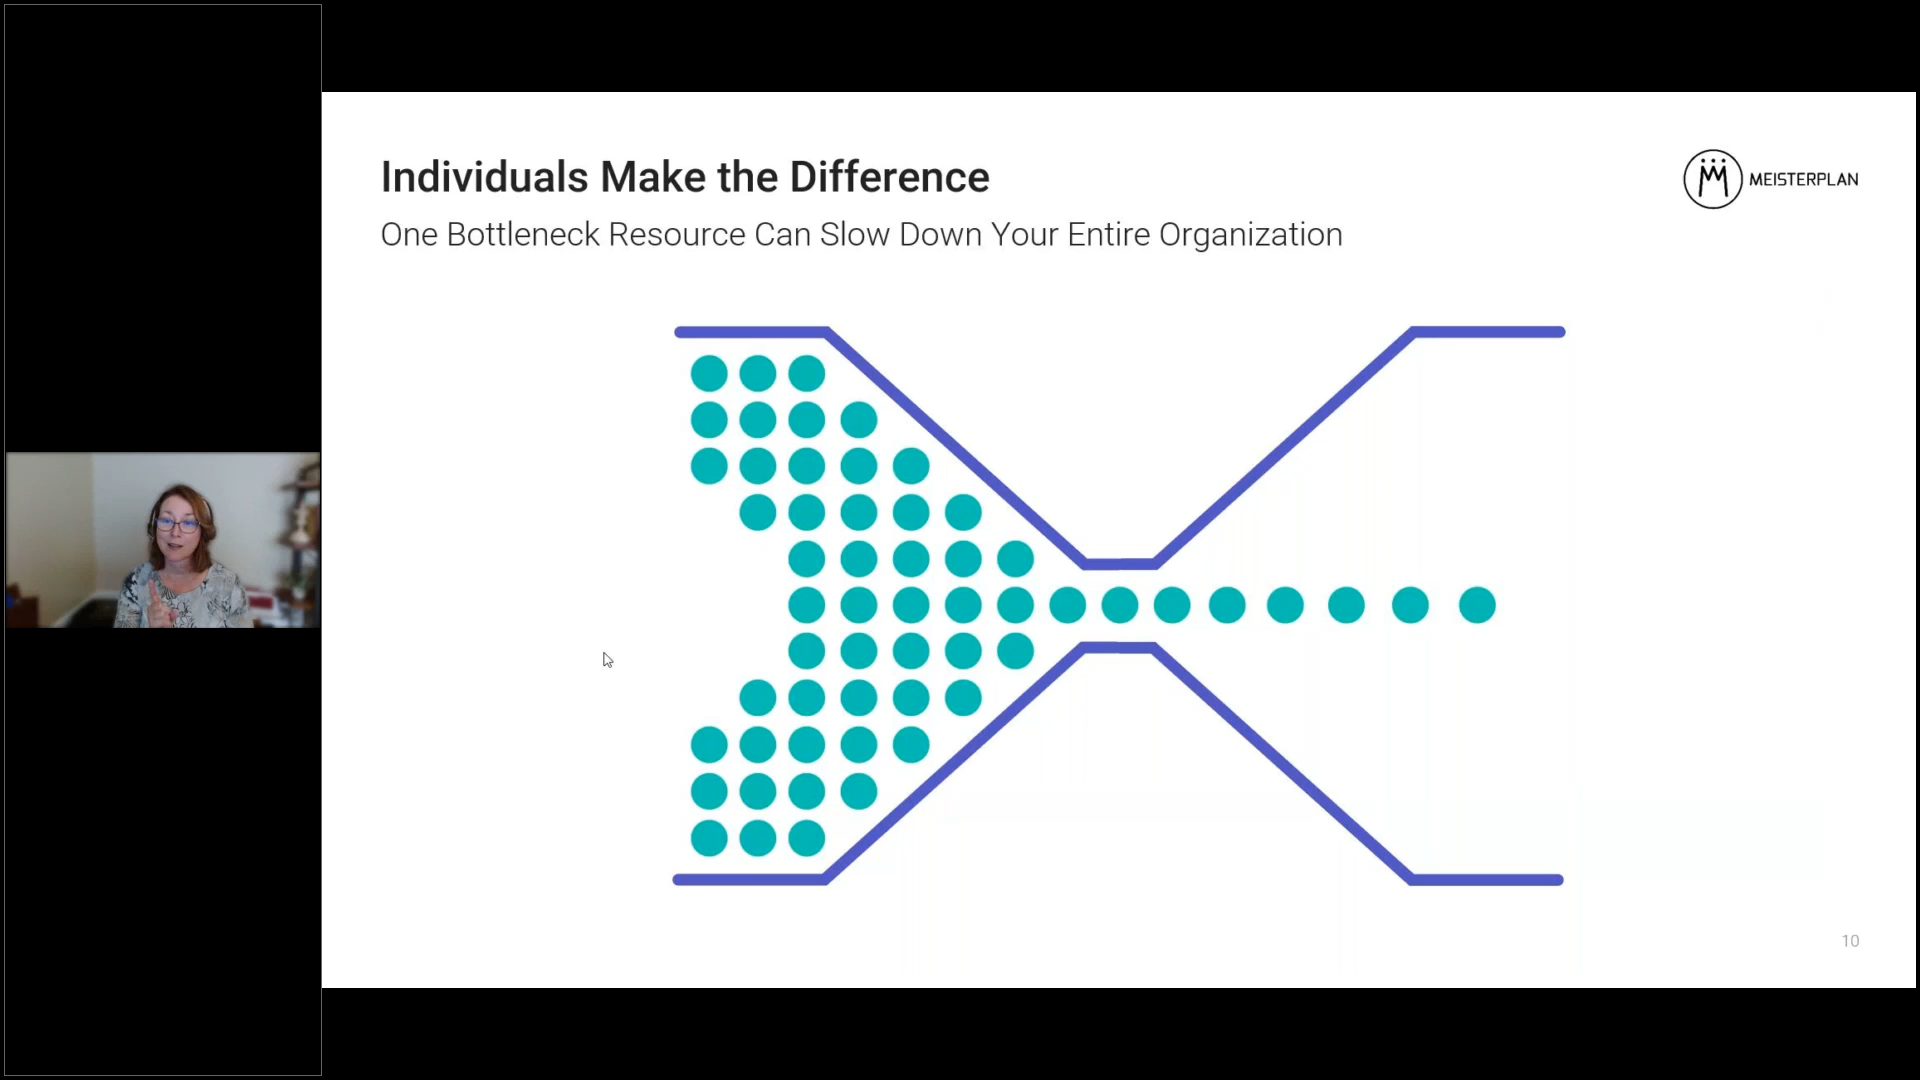 Individuals Make the Difference
One Bottleneck Resource Can Slow Down Your Entire Organization
MEISTERPLAN
10